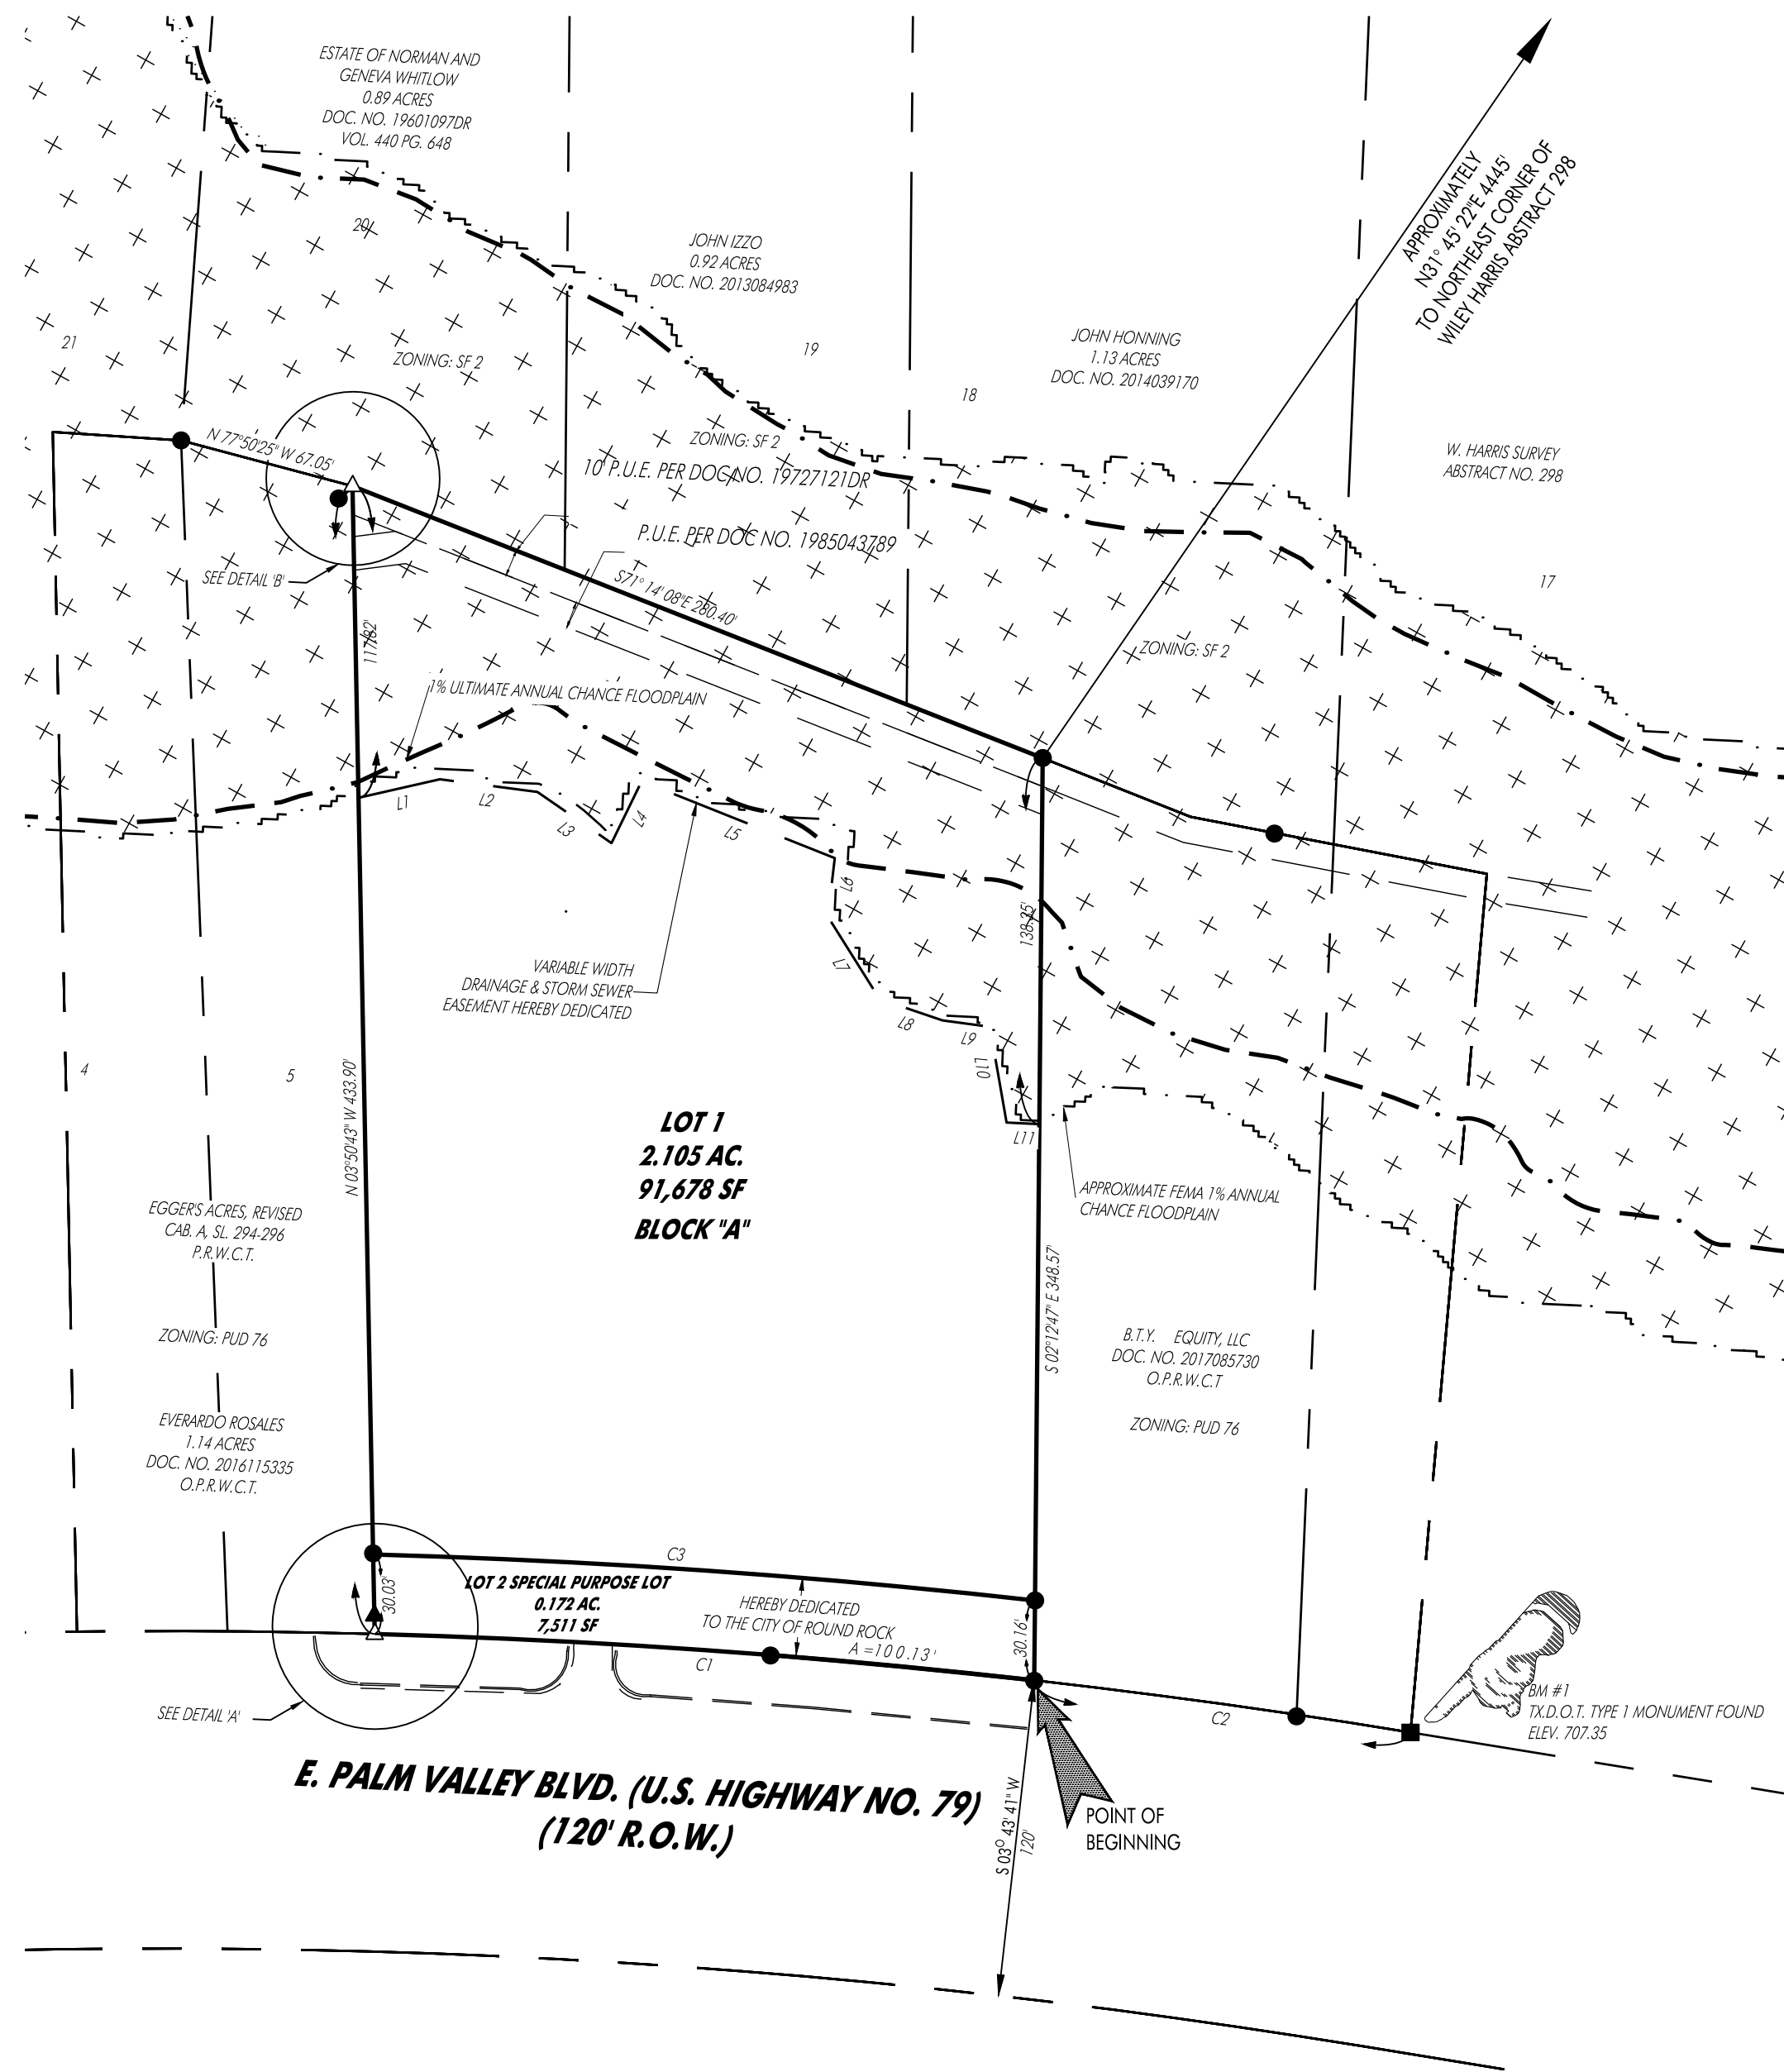 ESTATE OF NORMAN AND
GENEVA WHITLOW
0.89 ACRES
DOC. NO. 19601097DR
VOL. 440 PG. 648
20
JOHN IZZO
0.92 ACRES
DOC. NO. 2013084983
19
JOHN HONNING
1.13 ACRES
DOC. NO. 2014039170
18
APPROXIMATELY
N31° 45' 22"E 4445'
TO NORTHEAST CORNER OF
WILEY HARRIS ABSTRACT 298
W. HARRIS SURVEY
ABSTRACT NO. 298
17
21
ZONING: SF 2
ZONING: SF 2
ZONING: SF 2
N 77°50'25" W 67.05'
10' P.U.E. PER DOC NO. 19727121DR
P.U.E. PER DOC NO. 1985043789
SEE DETAIL 'B'
S71° 14' 08"E 280.40'
117.82'
1% ULTIMATE ANNUAL CHANCE FLOODPLAIN
L1
L2
L3
L4
L5
L6
L7
L8
L9
L10
L11
138.35'
VARIABLE WIDTH
DRAINAGE & STORM SEWER
EASEMENT HEREBY DEDICATED
4
5
N 03°50'43" W 433.90'
LOT 1
2.105 AC.
91,678 SF
BLOCK "A"
APPROXIMATE FEMA 1% ANNUAL
CHANCE FLOODPLAIN
S 02°12'47" E 348.57'
EGGER'S ACRES, REVISED
CAB. A, SL. 294-296
P.R.W.C.T.
ZONING: PUD 76
EVERARDO ROSALES
1.14 ACRES
DOC. NO. 2016115335
O.P.R.W.C.T.
B.T.Y. EQUITY, LLC
DOC. NO. 2017085730
O.P.R.W.C.T
ZONING: PUD 76
C3
30.03'
LOT 2 SPECIAL PURPOSE LOT
0.172 AC.
7,511 SF
HEREBY DEDICATED
TO THE CITY OF ROUND ROCK
A =100.13'
30.16'
C1
C2
SEE DETAIL 'A'
BM #1
TX.D.O.T. TYPE 1 MONUMENT FOUND
ELEV. 707.35
E. PALM VALLEY BLVD. (U.S. HIGHWAY NO. 79)
(120' R.O.W.)
S 03° 43' 41" W
120'
POINT OF
BEGINNING